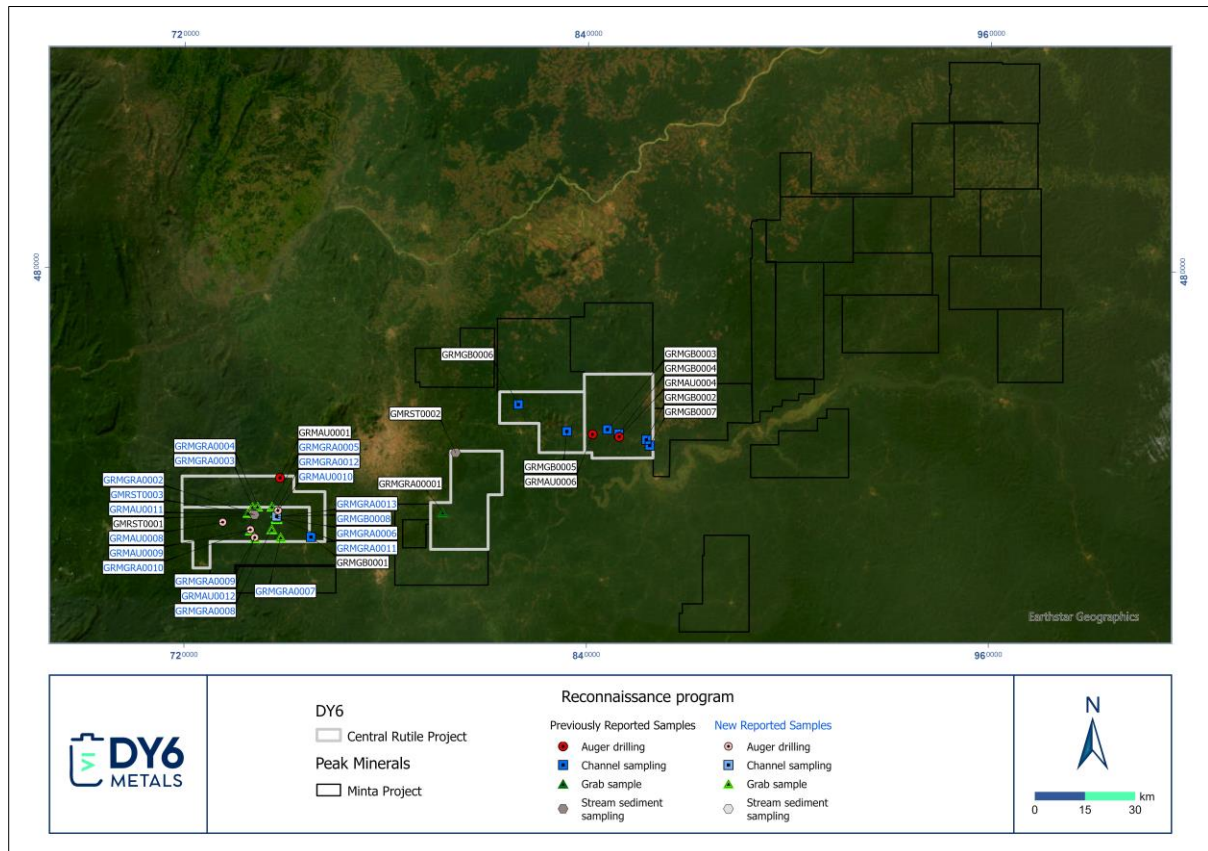 720000
840000
960000
480000
480000
GRMGB0006
GRMGB0003
GRMGB0004
GRMAU0004
GRMGB0002
GRMGB0007
GMRST0002
GRMGB0005
GRMAU0006
GRMGRA00001
GRMAU0001
GRMGRA0005
GRMGRA0012
GRMAU0010
GRMGRA0004
GRMGRA0003
GRMGRA0002
GMRST0003
GRMAU0011
GMRST0001
GRMAU0008
GRMAU0009
GRMGRA0010
GRMGRA0013
GRMGB0008
GRMGRA0006
GRMGRA0011
GRMGB0001
GRMGRA0009
GRMAU0012
GRMGRA0008
GRMGRA0007
Earthstar Geographics
720000
840000
960000
DY6
METALS
DY6
Central Rutile Project
Peak Minerals
Minta Project
Reconnaissance program
Previously Reported Samples
Auger drilling
Channel sampling
Grab sample
Stream sediment
sampling
New Reported Samples
Auger drilling
Channel sampling
Grab sample
Stream sediment
sampling
N
km
0 15 30